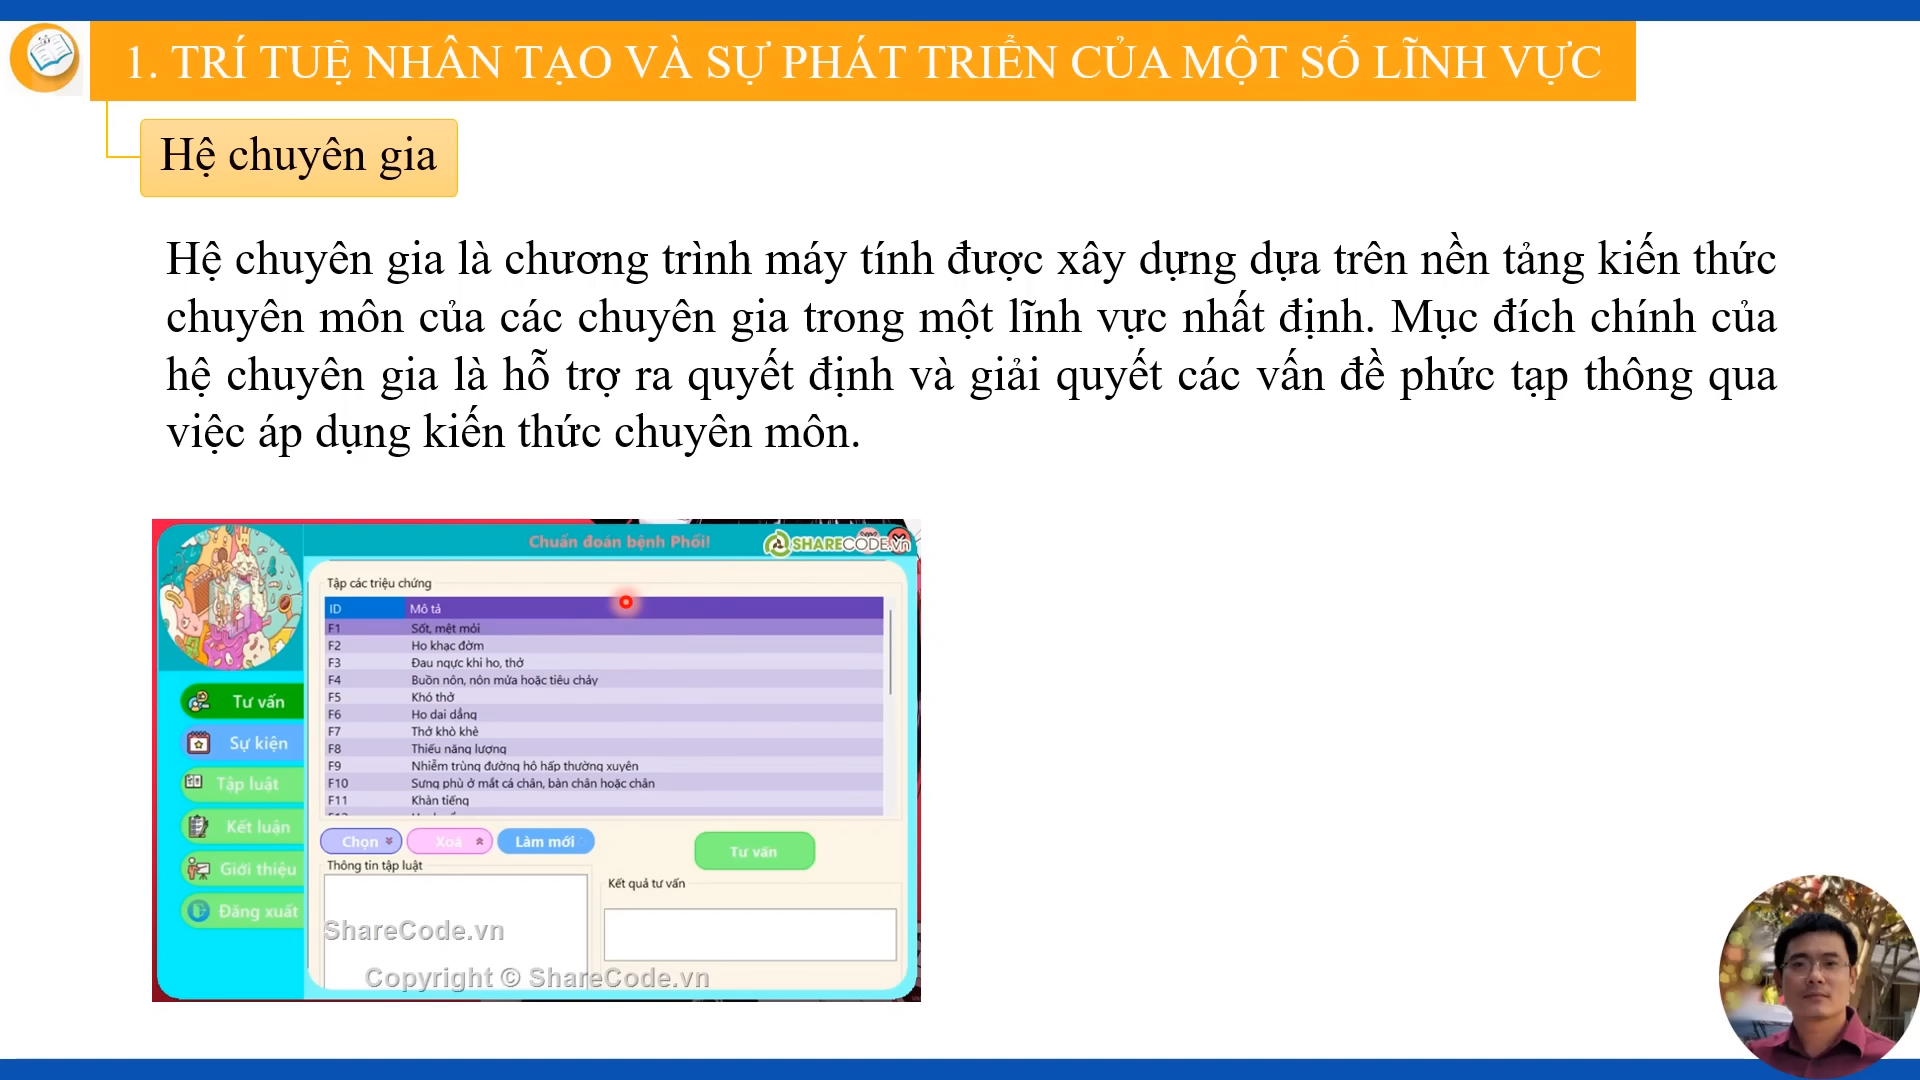 1. TRÍ TUỆ NHÂN TẠO VÀ SỰ PHÁT TRIỂN CỦA MỘT SỐ LĨNH VỰC
Hệ chuyên gia
Hệ chuyên gia là chương trình máy tính được xây dựng dựa trên nền tảng kiến thức
chuyên môn của các chuyên gia trong một lĩnh vực nhất định. Mục đích chính của
hệ chuyên gia là hỗ trợ ra quyết định và giải quyết các vấn đề phức tạp thông qua
việc áp dụng kiến thức chuyên môn.
Chuẩn đoán bệnh Phổi!
SHARECODE.vn
Tập các triệu chứng
ID Mô tả
F1 Sốt, mệt mỏi
F2 Ho khạc đờm
F3 Đau ngực khi ho, thở
F4 Buồn nôn, nôn mửa hoặc tiêu chảy
F5 Khó thở
F6 Ho dai dẳng
F7 Thở khò khè
F8 Thiếu năng lượng
F9 Nhiễm trùng đường hô hấp thường xuyên
F10 Sưng phù ở mắt cá chân, bàn chân hoặc chân
F11 Khàn tiếng
Tư vấn
Sự kiện
Tập luật
Kết luận
Giới thiệu
Đăng xuất
Chọn
Xoá
Làm mới
Tư vấn
Thông tin tập luật
Kết quả tư vấn
ShareCode.vn
Copyright © ShareCode.vn